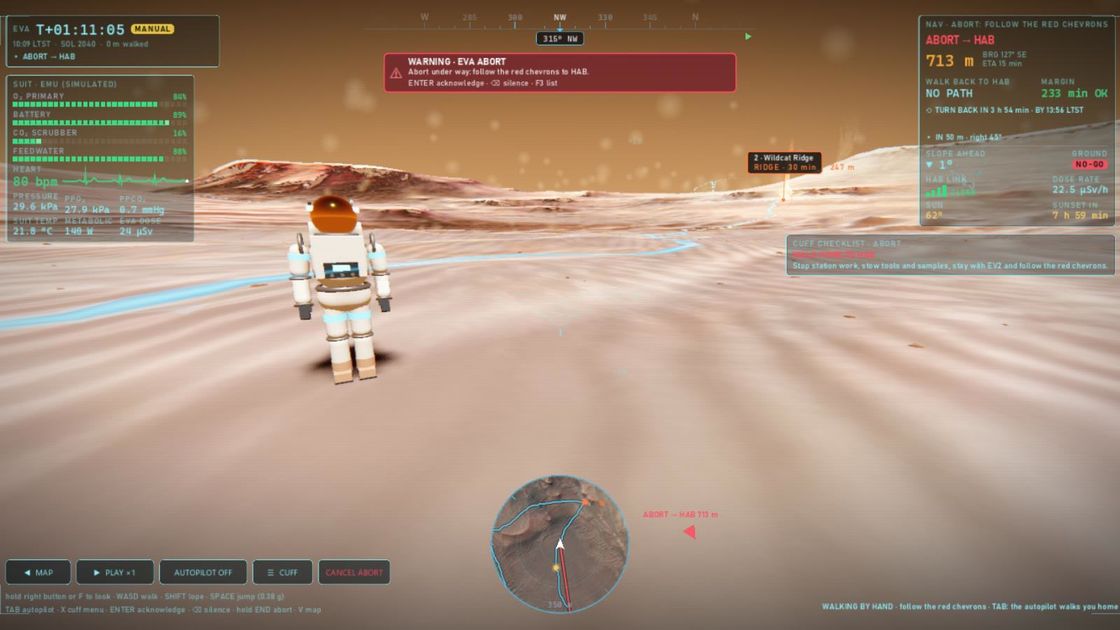 EVA T+01:11:05 MANUAL
10:09 LTST · SOL 2040 · 0 m walked
• ABORT → HAB
SUIT · EMU (SIMULATED)
O₂ PRIMARY 84%
BATTERY 89%
CO₂ SCRUBBER 16%
FEEDWATER 88%
HEART
80 bpm
PRESSURE PPO₂ PPCO₂
29.6 kPa 27.9 kPa 0.7 mmHg
SUIT TEMP METABOLIC EVA DOSE
21.8 °C 140 W 24 µSv
W 285 300 NW 330 345 N
315° NW
WARNING · EVA ABORT
Abort under way: follow the red chevrons to HAB.
ENTER acknowledge · ⌫ silence · F3 list
NAV · ABORT: FOLLOW THE RED CHEVRONS
ABORT → HAB
713 m BRG 127° SE
ETA 15 min
WALK BACK TO HAB MARGIN
NO PATH 233 min OK
◇ TURN BACK IN 3 h 54 min · BY 13:56 LTST
• IN 50 m · right 45°
SLOPE AHEAD GROUND
▼ 1° NO-GO
HAB LINK DOSE RATE
22.5 µSv/h
SUN SUNSET IN
62° 7 h 59 min
2 · Wildcat Ridge
RIDGE · 30 min
247 m
CUFF CHECKLIST · ABORT
Stop station work, stow tools and samples, stay with EV2 and follow the red chevrons.
ABORT → HAB 713 m
350
◀ MAP
▶ PLAY ×1
AUTOPILOT OFF
☰ CUFF
CANCEL ABORT
hold right button or F to look · WASD walk · SHIFT lope · SPACE jump (0.38 g)
TAB autopilot · X cuff menu · ENTER acknowledge · ⌫ silence · hold END abort · V map
WALKING BY HAND · follow the red chevrons · TAB: the autopilot walks you home